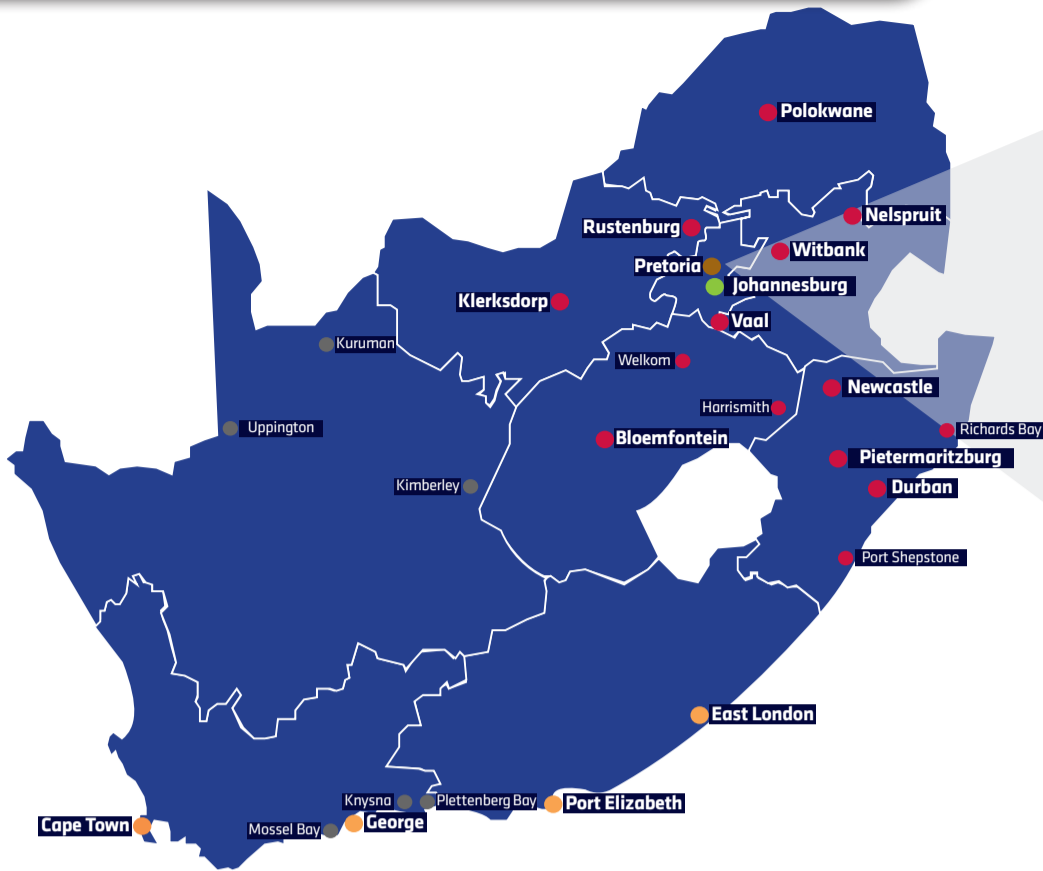 Polokwane
Nelspruit
Rustenburg
Witbank
Pretoria
Johannesburg
Klerksdorp
Vaal
Kuruman
Welkom
Newcastle
Harrismith
Uppington
Richards Bay
Bloemfontein
Pietermaritzburg
Kimberley
Durban
Port Shepstone
East London
Knysna
Plettenberg Bay
Port Elizabeth
Cape Town
Mossel Bay
George